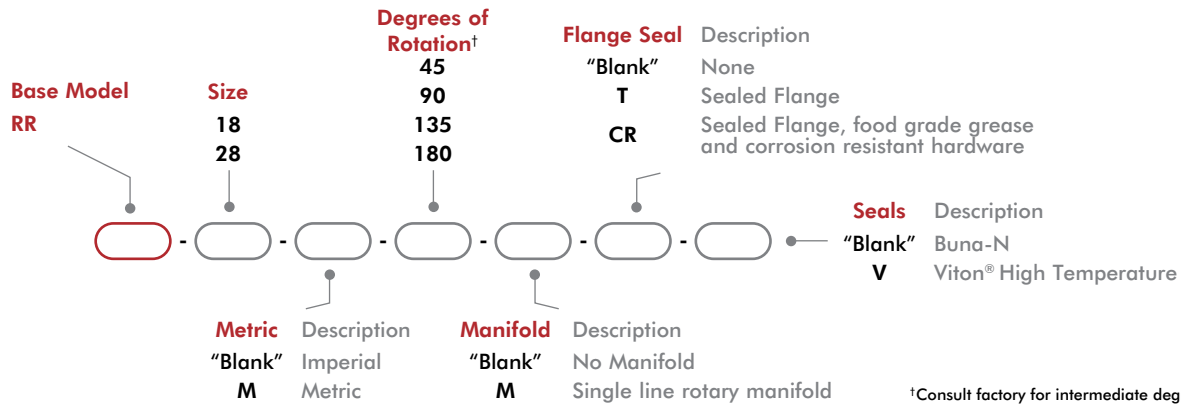 Degrees of
Rotation†
45
90
135
180
Flange Seal Description
"Blank" None
T Sealed Flange
CR Sealed Flange, food grade grease
and corrosion resistant hardware
Base Model
RR
Size
18
28
- - - - - -
Seals Description
"Blank" Buna-N
V Viton® High Temperature
Metric Description
"Blank" Imperial
M Metric
Manifold Description
"Blank" No Manifold
M Single line rotary manifold
†Consult factory for intermediate deg